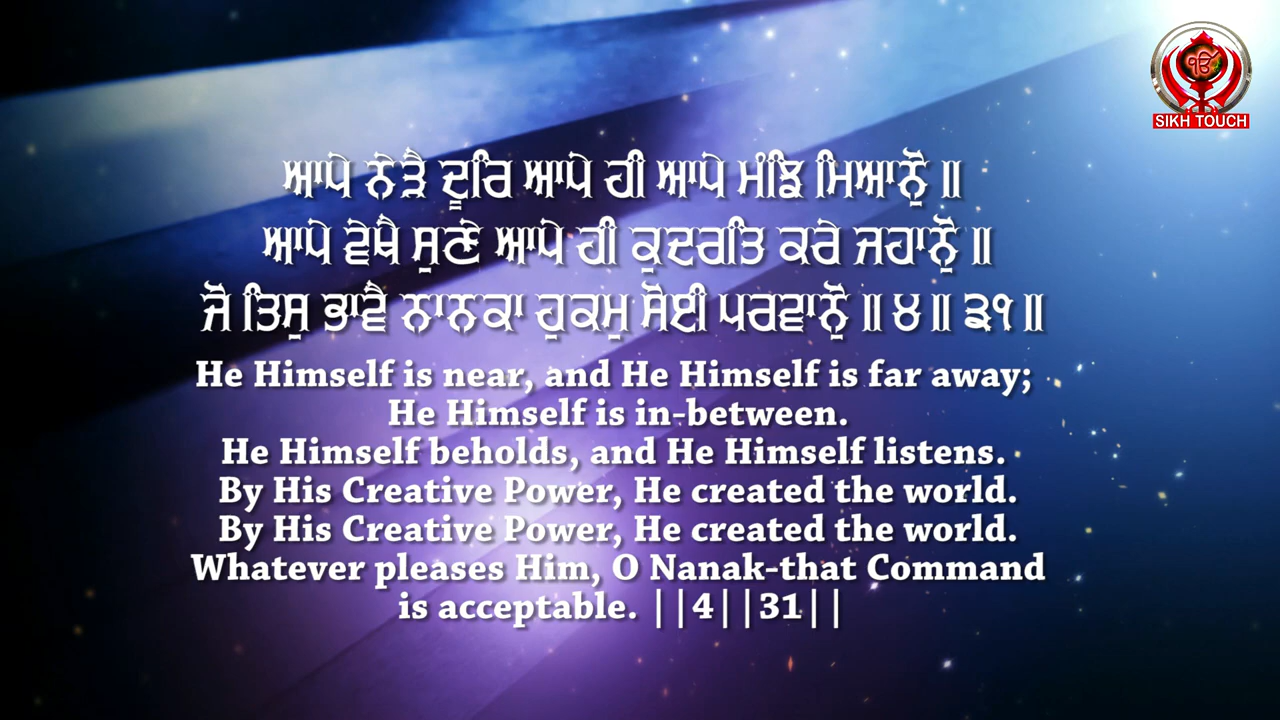 ੴ
SIKH TOUCH
ਆਪੇ ਨੇੜੈ ਦੂਰਿ ਆਪੇ ਹੀ ਆਪੇ ਮੰਝਿ ਮਿਆਨੋੁ ॥
ਆਪੇ ਵੇਖੈ ਸੁਣੇ ਆਪੇ ਹੀ ਕੁਦਰਤਿ ਕਰੇ ਜਹਾਨੋੁ ॥
ਜੋ ਤਿਸੁ ਭਾਵੈ ਨਾਨਕਾ ਹੁਕਮੁ ਸੋਈ ਪਰਵਾਨੋੁ ॥੪॥੩੧॥
He Himself is near, and He Himself is far away;
He Himself is in-between.
He Himself beholds, and He Himself listens.
By His Creative Power, He created the world.
By His Creative Power, He created the world.
Whatever pleases Him, O Nanak-that Command
is acceptable. ||4||31||